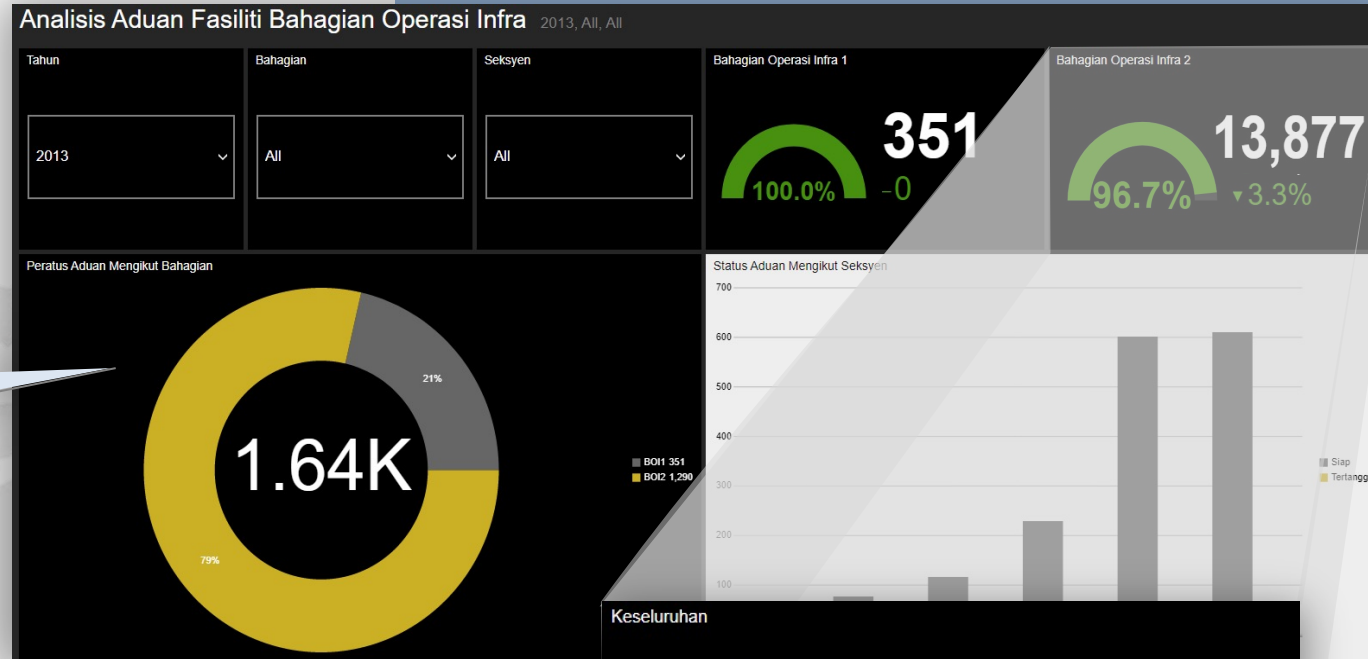 Analisis Aduan Fasiliti Bahagian Operasi Infra 2013, All, All
Tahun
2013
Bahagian
All
Seksyen
All
Bahagian Operasi Infra 1
100.0%
351
-0
Bahagian Operasi Infra 2
96.7%
13,877
▼3.3%
Peratus Aduan Mengikut Bahagian
21%
79%
1.64K
BOI1 351
BOI2 1,290
Status Aduan Mengikut Seksyen
700
600
500
400
300
200
100
Siap
Keseluruhan